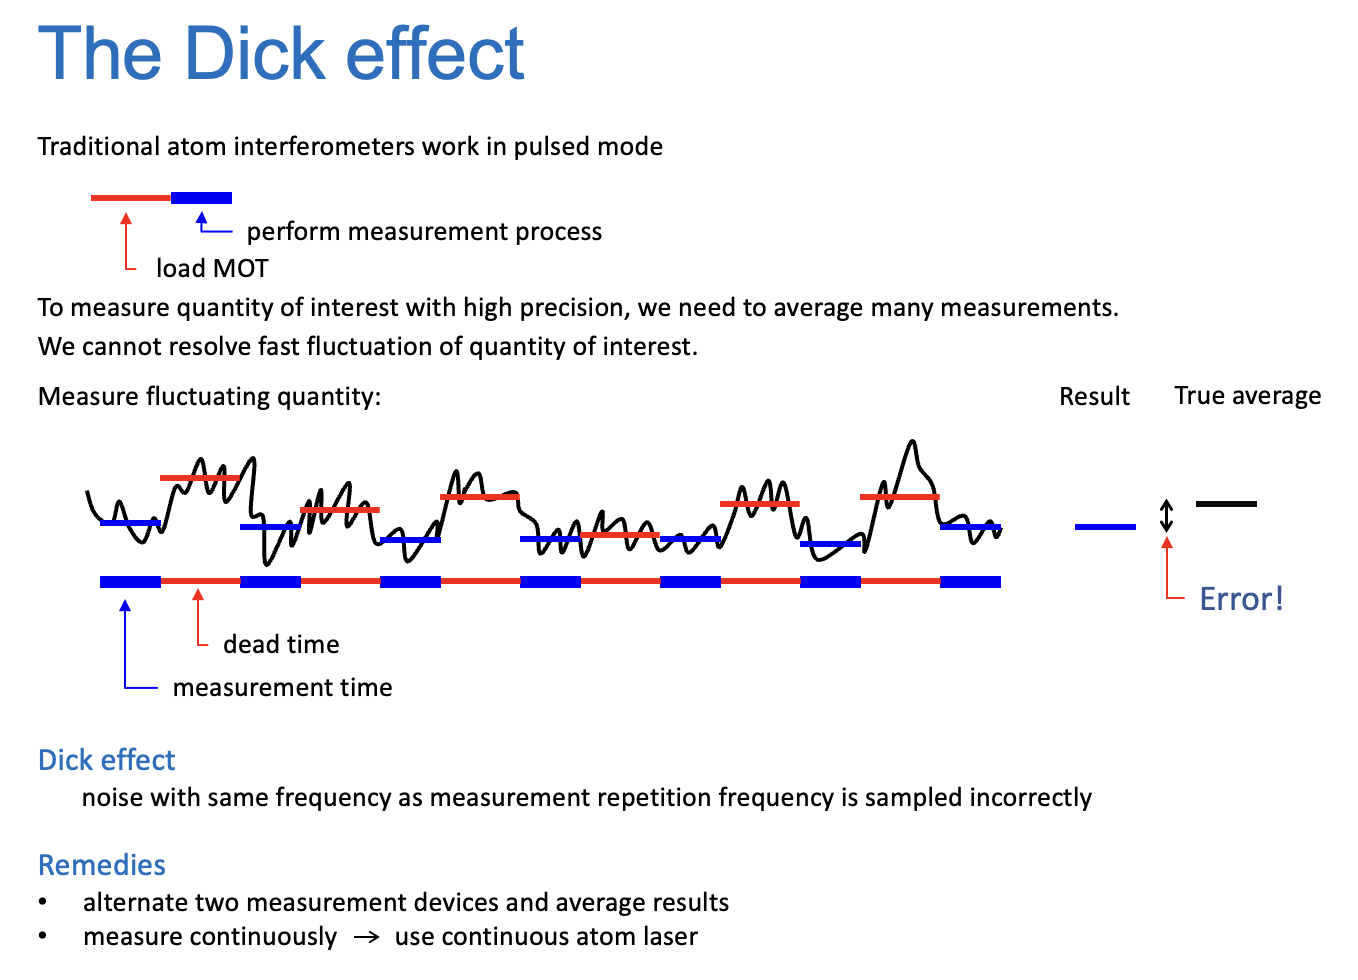 The Dick effect
Traditional atom interferometers work in pulsed mode
perform measurement process
load MOT
To measure quantity of interest with high precision, we need to average many measurements.
We cannot resolve fast fluctuation of quantity of interest.
Measure fluctuating quantity:
Result
True average
Error!
dead time
measurement time
Dick effect
noise with same frequency as measurement repetition frequency is sampled incorrectly
Remedies
• alternate two measurement devices and average results
• measure continuously → use continuous atom laser